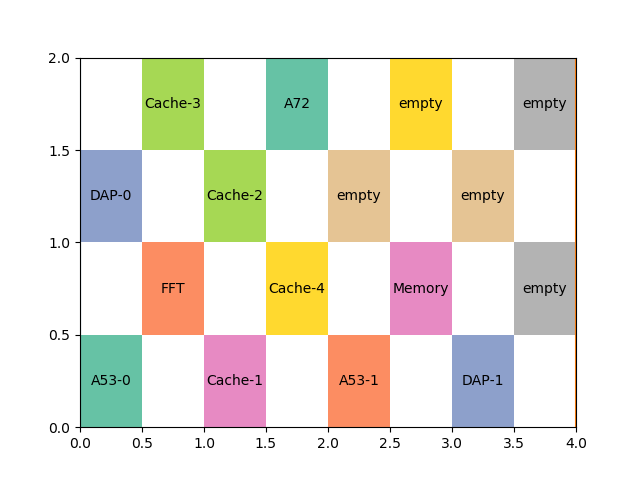 2.0
Cache-3 A72 empty empty
1.5
DAP-0 Cache-2 empty empty
1.0
FFT Cache-4 Memory empty
0.5
A53-0 Cache-1 A53-1 DAP-1
0.0
0.0 0.5 1.0 1.5 2.0 2.5 3.0 3.5 4.0